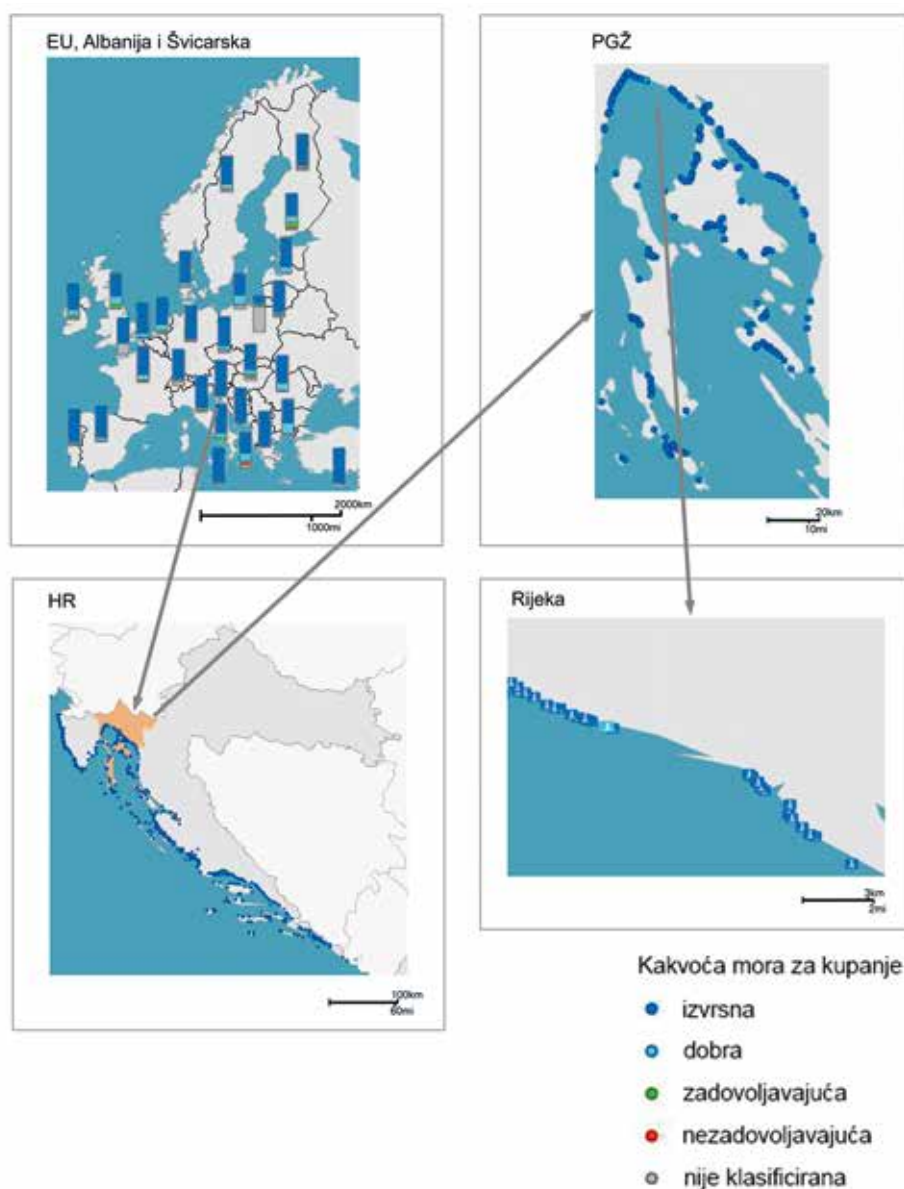 EU, Albanija i Švicarska
2000km
1000mi
PGŽ
20km
10mi
HR
100km
60mi
Rijeka
3km
2mi
Kakvoća mora za kupanje
izvrsna
dobra
zadovoljavajuća
nezadovoljavajuća
nije klasificirana